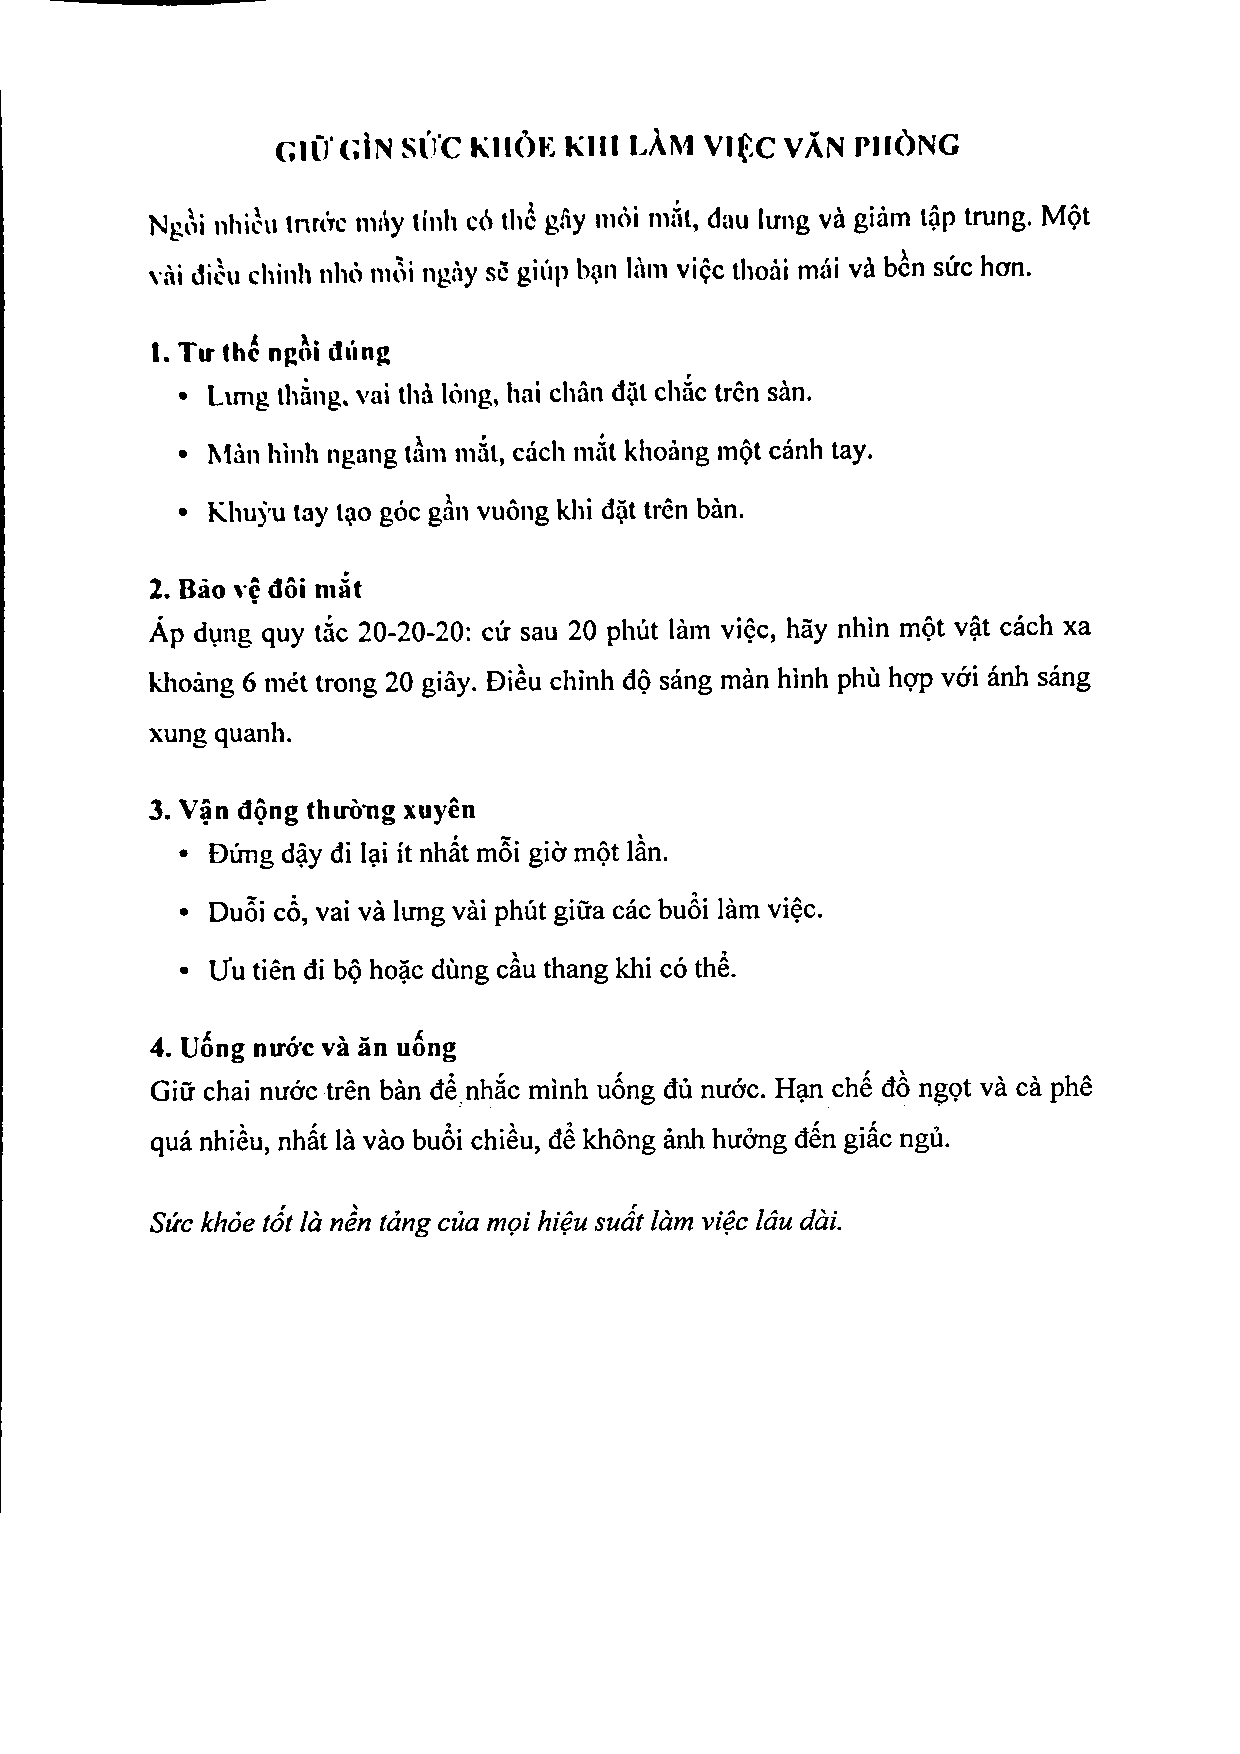 GIỮ GÌN SỨC KHỎE KHI LÀM VIỆC VĂN PHÒNG
Ngồi nhiều trước máy tính có thể gây mỏi mắt, đau lưng và giảm tập trung. Một
vài điều chỉnh nhỏ mỗi ngày sẽ giúp bạn làm việc thoải mái và bền sức hơn.
1. Tư thế ngồi đúng
• Lưng thẳng, vai thả lỏng, hai chân đặt chắc trên sàn.
• Màn hình ngang tầm mắt, cách mắt khoảng một cánh tay.
• Khuỷu tay tạo góc gần vuông khi đặt trên bàn.
2. Bảo vệ đôi mắt
Áp dụng quy tắc 20-20-20: cứ sau 20 phút làm việc, hãy nhìn một vật cách xa
khoảng 6 mét trong 20 giây. Điều chỉnh độ sáng màn hình phù hợp với ánh sáng
xung quanh.
3. Vận động thường xuyên
• Đứng dậy đi lại ít nhất mỗi giờ một lần.
• Duỗi cổ, vai và lưng vài phút giữa các buổi làm việc.
• Ưu tiên đi bộ hoặc dùng cầu thang khi có thể.
4. Uống nước và ăn uống
Giữ chai nước trên bàn để nhắc mình uống đủ nước. Hạn chế đồ ngọt và cà phê
quá nhiều, nhất là vào buổi chiều, để không ảnh hưởng đến giấc ngủ.
Sức khỏe tốt là nền tảng của mọi hiệu suất làm việc lâu dài.